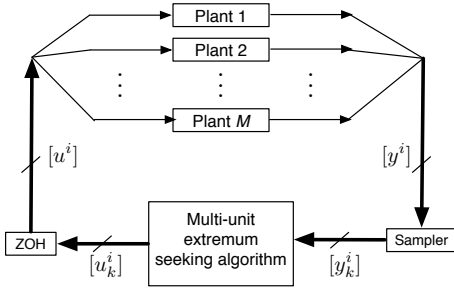 Plant 1
Plant 2
Plant M
[u^i]
[y^i]
ZOH
[u_k^i]
Multi-unit
extremum
seeking algorithm
[y_k^i]
Sampler